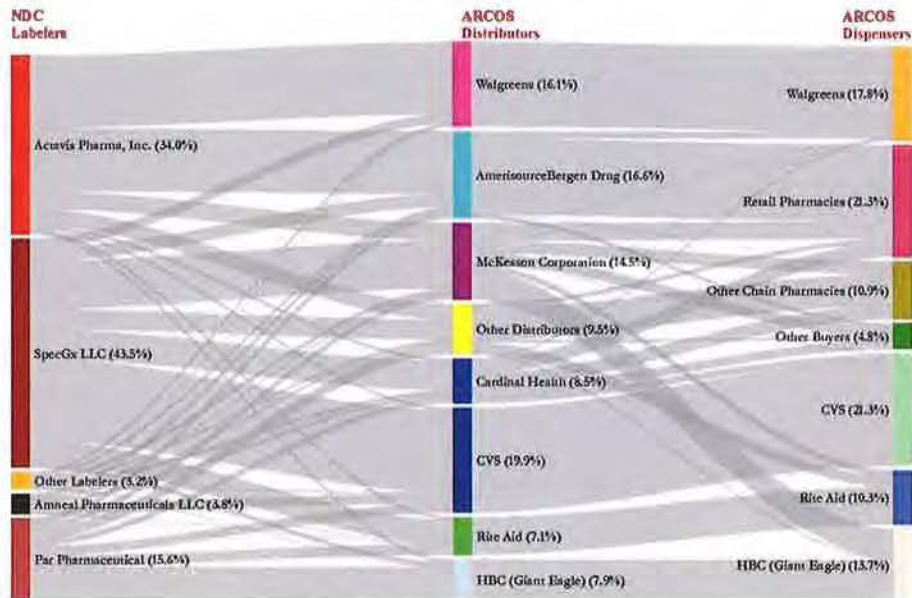 NDC
Labelers
Actavis Pharma, Inc. (34.0%)
SpecGx LLC (43.5%)
Other Labelers (3.2%)
Amneal Pharmaceuticals LLC (3.8%)
Par Pharmaceutical (15.6%)
ARCOS
Distributors
Walgreens (16.1%)
AmerisourceBergen Drug (16.6%)
McKesson Corporation (14.5%)
Other Distributors (9.5%)
Cardinal Health (8.5%)
CVS (19.9%)
Rite Aid (7.1%)
HBC (Giant Eagle) (7.9%)
ARCOS
Dispensers
Walgreens (17.8%)
Retail Pharmacies (21.3%)
Other Chain Pharmacies (10.9%)
Other Buyers (4.8%)
CVS (21.3%)
Rite Aid (10.3%)
HBC (Giant Eagle) (13.7%)